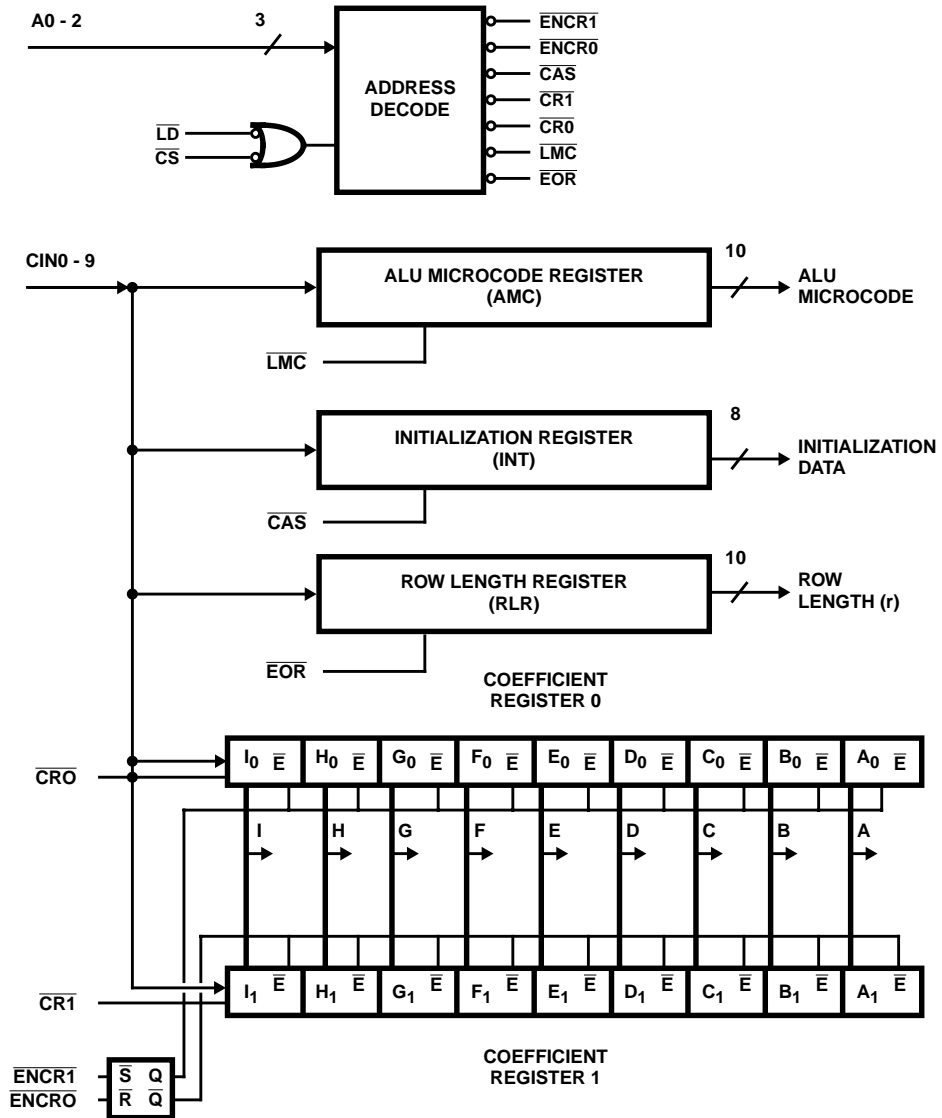 A0 - 2
3
ADDRESS
DECODE
ENCR1
ENCR0
CAS
CR1
CR0
LMC
EOR
LD
CS
CIN0 - 9
ALU MICROCODE REGISTER
(AMC)
10
ALU
MICROCODE
LMC
INITIALIZATION REGISTER
(INT)
8
INITIALIZATION
DATA
CAS
ROW LENGTH REGISTER
(RLR)
10
ROW
LENGTH (r)
EOR
COEFFICIENT
REGISTER 0
CRO
I0 E H0 E G0 E F0 E E0 E D0 E C0 E B0 E A0 E
I H G F E D C B A
CR1
I1 E H1 E G1 E F1 E E1 E D1 E C1 E B1 E A1 E
ENCR1
ENCRO
S Q
R Q
COEFFICIENT
REGISTER 1